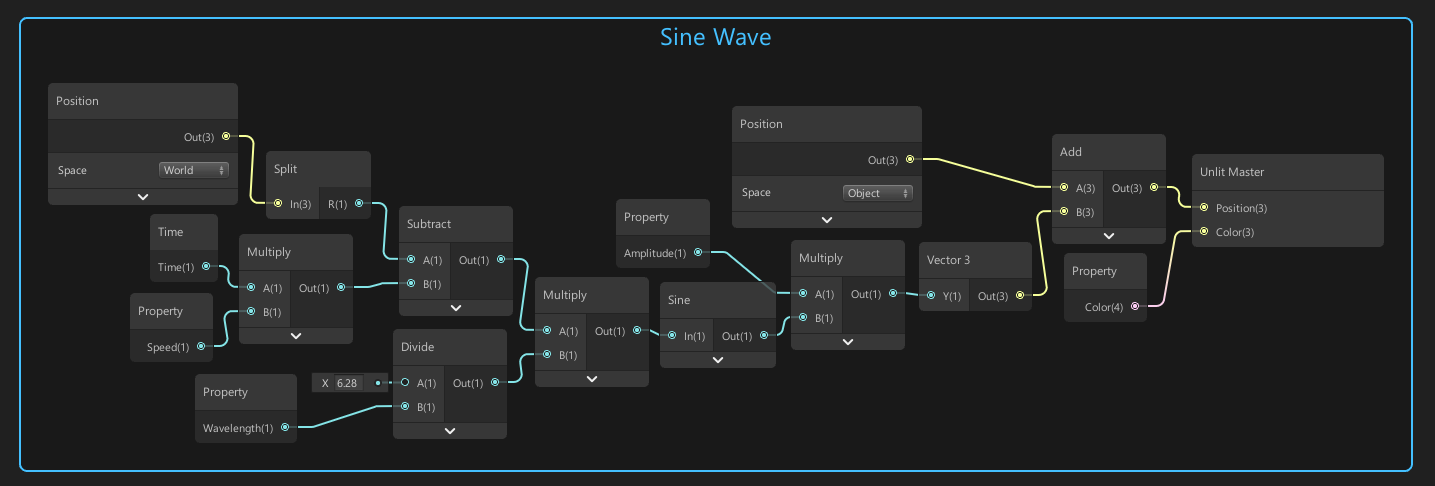 Sine Wave
Position
Out(3)
Space World
Split
In(3) R(1)
Time
Time(1)
Multiply
A(1) Out(1)
B(1)
Property
Speed(1)
Subtract
A(1) Out(1)
B(1)
Property
Wavelength(1)
X 6.28
Divide
A(1) Out(1)
B(1)
Multiply
A(1) Out(1)
B(1)
Sine
In(1) Out(1)
Property
Amplitude(1)
Position
Out(3)
Space Object
Multiply
A(1) Out(1)
B(1)
Vector 3
Y(1) Out(3)
Add
A(3) Out(3)
B(3)
Property
Color(4)
Unlit Master
Position(3)
Color(3)